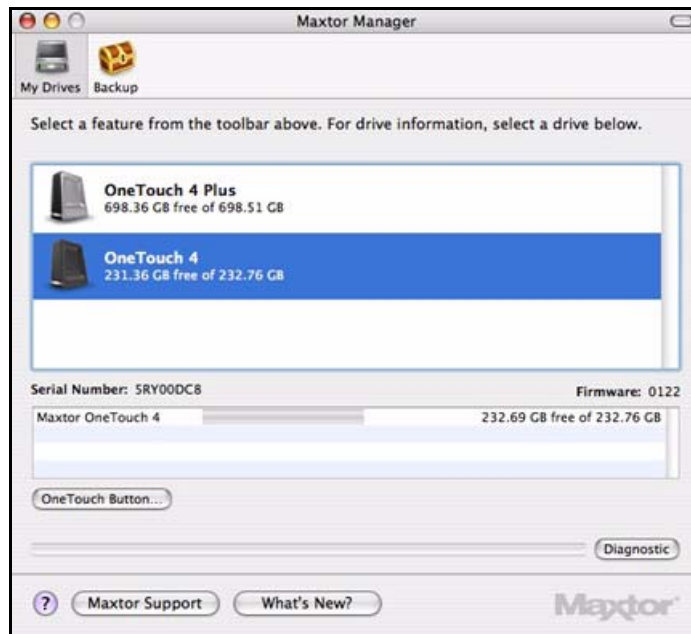 Maxtor Manager
My Drives Backup
Select a feature from the toolbar above. For drive information, select a drive below.
OneTouch 4 Plus
698.36 GB free of 698.51 GB
OneTouch 4
231.36 GB free of 232.76 GB
Serial Number: 5RY00DC8 Firmware: 0122
Maxtor OneTouch 4 232.69 GB free of 232.76 GB
OneTouch Button...
Diagnostic
? Maxtor Support What's New? Maxtor